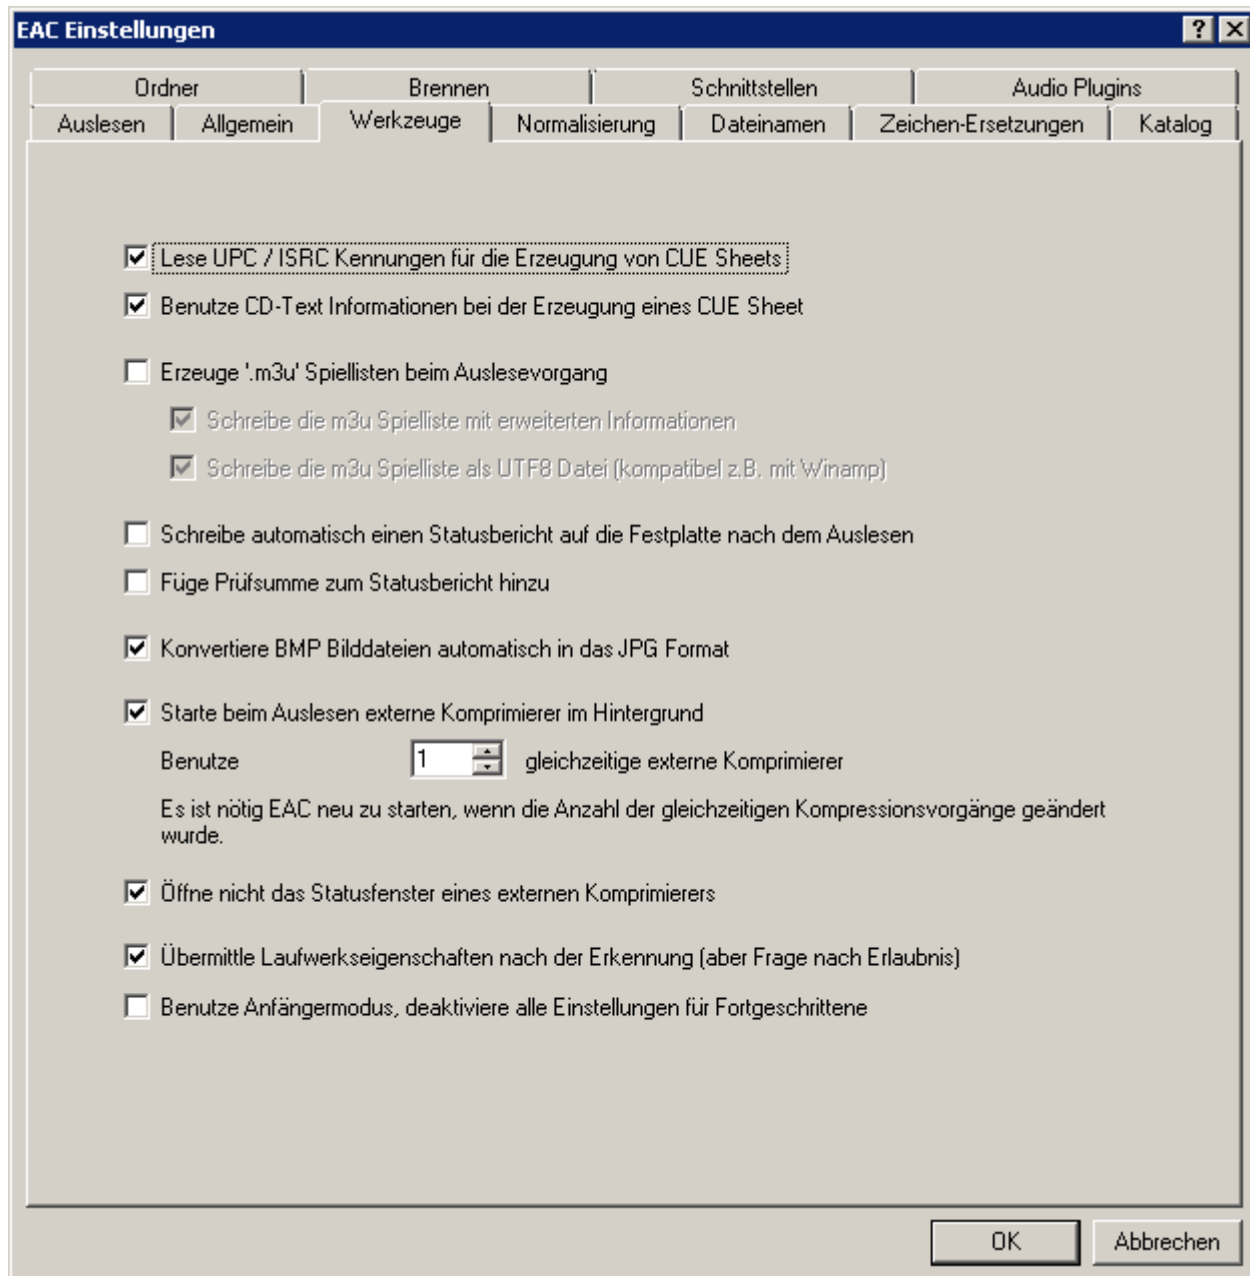 EAC Einstellungen
Ordner
Brennen
Schnittstellen
Audio Plugins
Auslesen
Allgemein
Werkzeuge
Normalisierung
Dateinamen
Zeichen-Ersetzungen
Katalog
Lese UPC / ISRC Kennungen für die Erzeugung von CUE Sheets
Benutze CD-Text Informationen bei der Erzeugung eines CUE Sheet
Erzeuge '.m3u' Spiellisten beim Auslesevorgang
Schreibe die m3u Spielliste mit erweiterten Informationen
Schreibe die m3u Spielliste als UTF8 Datei (kompatibel z.B. mit Winamp)
Schreibe automatisch einen Statusbericht auf die Festplatte nach dem Auslesen
Füge Prüfsumme zum Statusbericht hinzu
Konvertiere BMP Bilddateien automatisch in das JPG Format
Starte beim Auslesen externe Komprimierer im Hintergrund
Benutze 1 gleichzeitige externe Komprimierer
Es ist nötig EAC neu zu starten, wenn die Anzahl der gleichzeitigen Kompressionsvorgänge geändert
wurde.
Öffne nicht das Statusfenster eines externen Komprimierers
Übermittle Laufwerkseigenschaften nach der Erkennung (aber Frage nach Erlaubnis)
Benutze Anfängermodus, deaktiviere alle Einstellungen für Fortgeschrittene
OK
Abbrechen